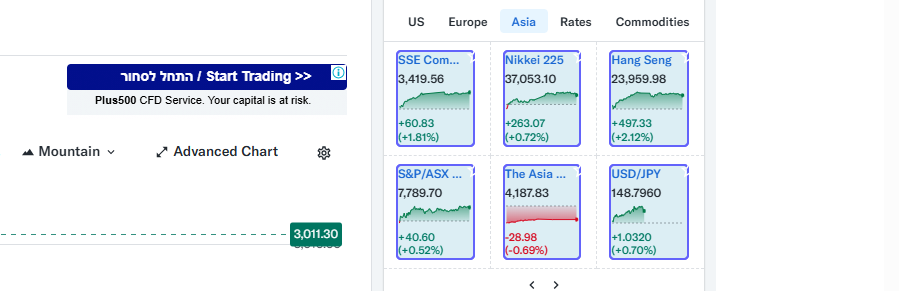 US Europe Asia Rates Commodities
התחל לסחור / Start Trading >>
Plus500 CFD Service. Your capital is at risk.
Mountain
Advanced Chart
3,011.30
SSE Com...
3,419.56
+60.83
(+1.81%)
Nikkei 225
37,053.10
+263.07
(+0.72%)
Hang Seng
23,959.98
+497.33
(+2.12%)
S&P/ASX ...
7,789.70
+40.60
(+0.52%)
The Asia ...
4,187.83
-28.98
(-0.69%)
USD/JPY
148.7960
+1.0320
(+0.70%)